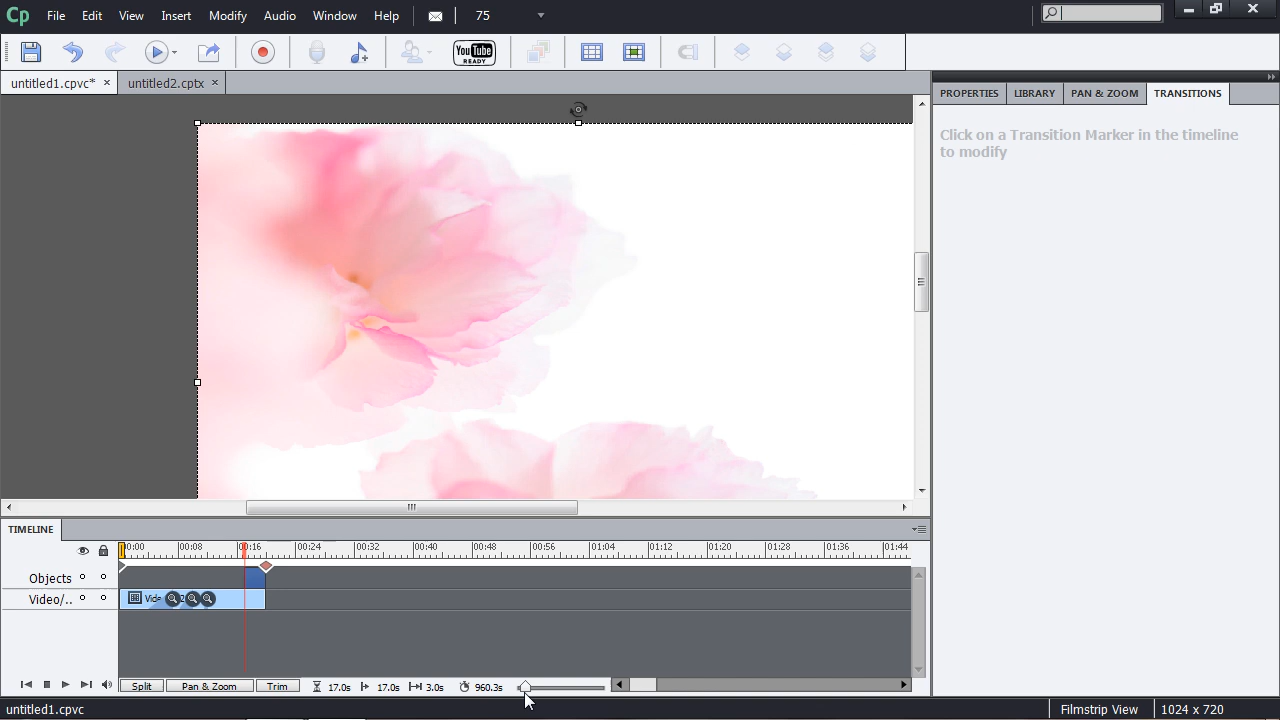 Cp File Edit View Insert Modify Audio Window Help 75
You Tube
READY
untitled1.cpvc* × untitled2.cptx ×
PROPERTIES LIBRARY PAN & ZOOM TRANSITIONS
Click on a Transition Marker in the timeline
to modify
TIMELINE
00:00 00:08 00:16 00:24 00:32 00:40 00:48 00:56 01:04 01:12 01:20 01:28 01:36 01:44
Objects
Video/..
Split Pan & Zoom Trim 17.0s 17.0s 3.0s 960.3s
untitled1.cpvc Filmstrip View 1024 x 720